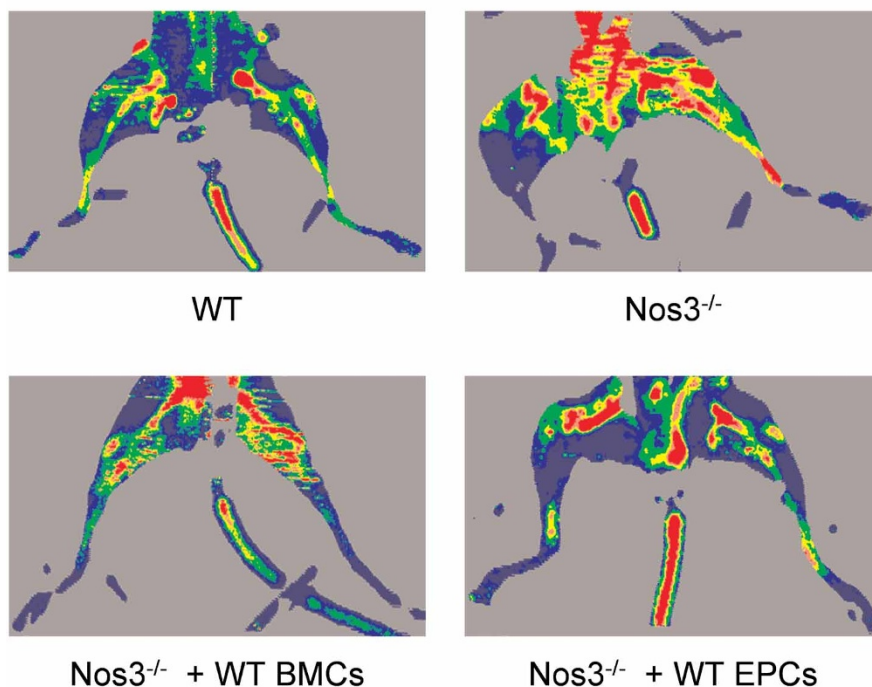 WT
Nos3-/-
Nos3-/- + WT BMCs
Nos3-/- + WT EPCs